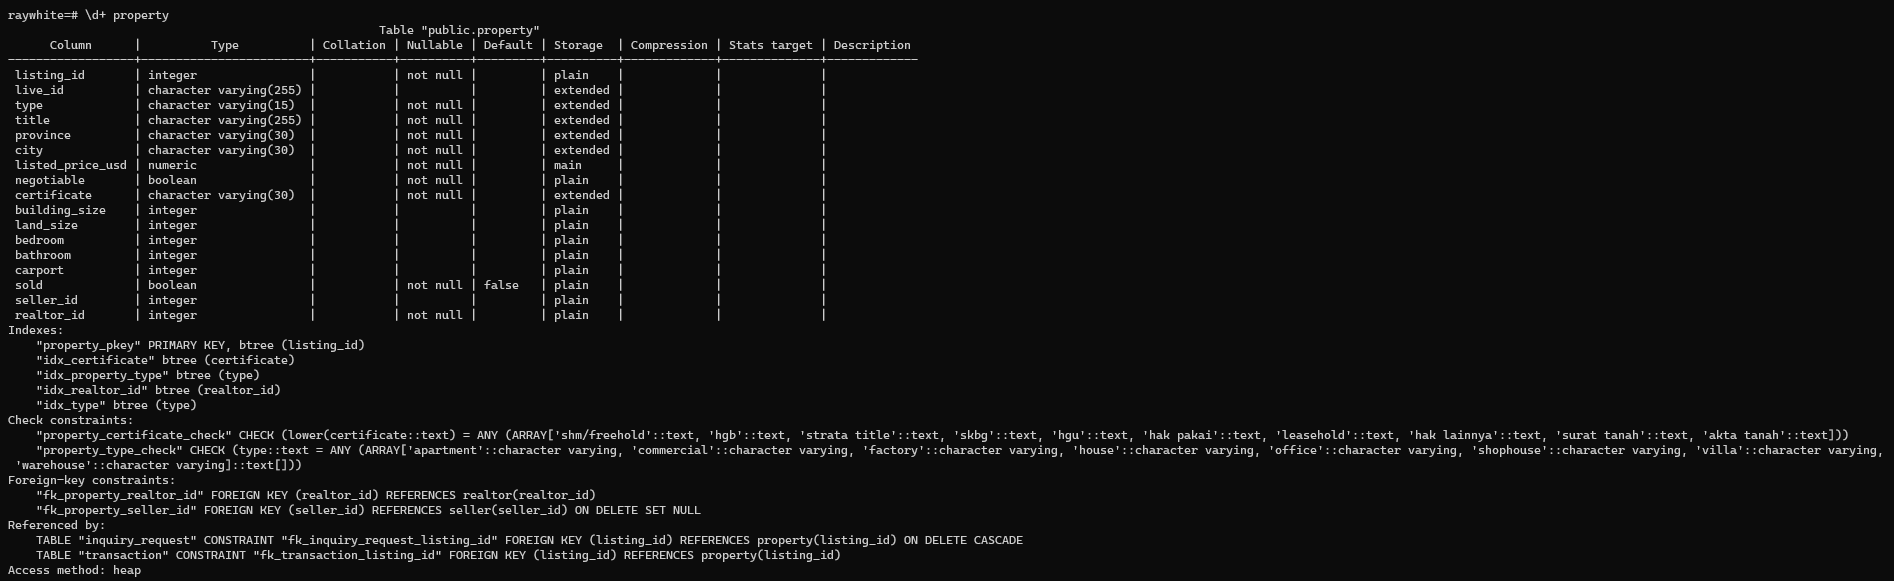 raywhite=# \d+ property
                                                     Table "public.property"
      Column      |          Type          | Collation | Nullable | Default | Storage  | Compression | Stats target | Description
------------------+------------------------+-----------+----------+---------+----------+-------------+--------------+-------------
 listing_id       | integer                |           | not null |         | plain    |             |              |
 live_id          | character varying(255) |           |          |         | extended |             |              |
 type             | character varying(15)  |           | not null |         | extended |             |              |
 title            | character varying(255) |           | not null |         | extended |             |              |
 province         | character varying(30)  |           | not null |         | extended |             |              |
 city             | character varying(30)  |           | not null |         | extended |             |              |
 listed_price_usd | numeric                |           | not null |         | main     |             |              |
 negotiable       | boolean                |           | not null |         | plain    |             |              |
 certificate      | character varying(30)  |           | not null |         | extended |             |              |
 building_size    | integer                |           |          |         | plain    |             |              |
 land_size        | integer                |           |          |         | plain    |             |              |
 bedroom          | integer                |           |          |         | plain    |             |              |
 bathroom         | integer                |           |          |         | plain    |             |              |
 carport          | integer                |           |          |         | plain    |             |              |
 sold             | boolean                |           | not null | false   | plain    |             |              |
 seller_id        | integer                |           |          |         | plain    |             |              |
 realtor_id       | integer                |           | not null |         | plain    |             |              |
Indexes:
    "property_pkey" PRIMARY KEY, btree (listing_id)
    "idx_certificate" btree (certificate)
    "idx_property_type" btree (type)
    "idx_realtor_id" btree (realtor_id)
    "idx_type" btree (type)
Check constraints:
    "property_certificate_check" CHECK (lower(certificate::text) = ANY (ARRAY['shm/freehold'::text, 'hgb'::text, 'strata title'::text, 'skbg'::text, 'hgu'::text, 'hak pakai'::text, 'leasehold'::text, 'hak lainnya'::text, 'surat tanah'::text, 'akta tanah'::text]))
    "property_type_check" CHECK (type::text = ANY (ARRAY['apartment'::character varying, 'commercial'::character varying, 'factory'::character varying, 'house'::character varying, 'office'::character varying, 'shophouse'::character varying, 'villa'::character varying,
 'warehouse'::character varying]::text[]))
Foreign-key constraints:
    "fk_property_realtor_id" FOREIGN KEY (realtor_id) REFERENCES realtor(realtor_id)
    "fk_property_seller_id" FOREIGN KEY (seller_id) REFERENCES seller(seller_id) ON DELETE SET NULL
Referenced by:
    TABLE "inquiry_request" CONSTRAINT "fk_inquiry_request_listing_id" FOREIGN KEY (listing_id) REFERENCES property(listing_id) ON DELETE CASCADE
    TABLE "transaction" CONSTRAINT "fk_transaction_listing_id" FOREIGN KEY (listing_id) REFERENCES property(listing_id)
Access method: heap